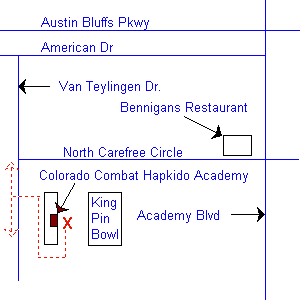 Austin Bluffs Pkwy
American Dr
Van Teylingen Dr.
Bennigans Restaurant
North Carefree Circle
Colorado Combat Hapkido Academy
King
Pin
Bowl
Academy Blvd
X